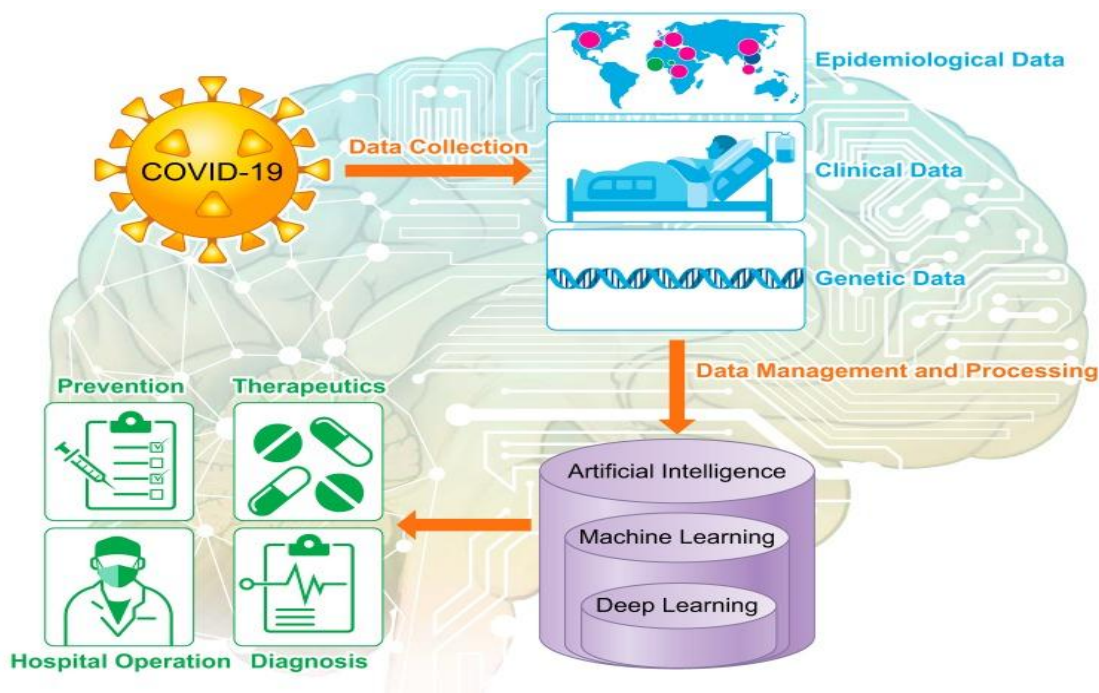 COVID-19
Data Collection
Epidemiological Data
Clinical Data
Genetic Data
Data Management and Processing
Artificial Intelligence
Machine Learning
Deep Learning
Prevention
Therapeutics
Hospital Operation
Diagnosis